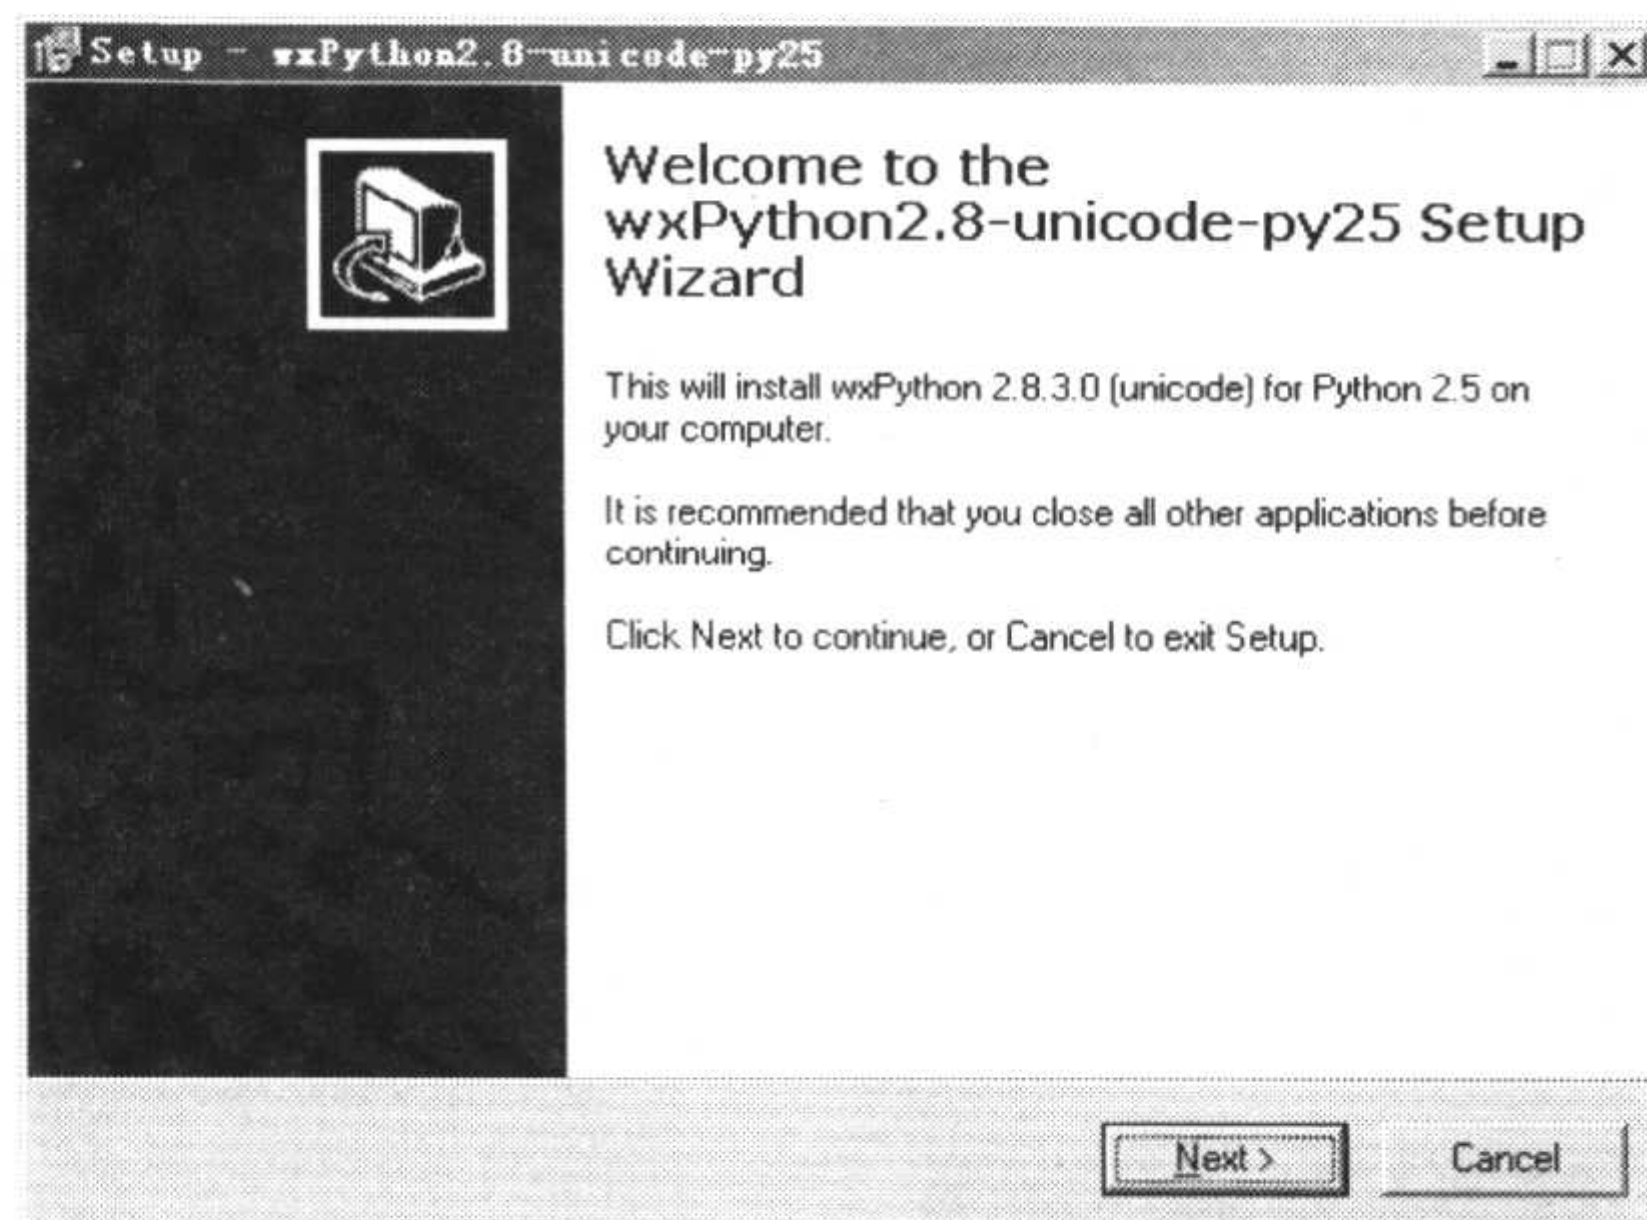 Setup - wxPython2.8-unicode-py25
Welcome to the
wxPython2.8-unicode-py25 Setup
Wizard
This will install wxPython 2.8.3.0 (unicode) for Python 2.5 on
your computer.
It is recommended that you close all other applications before
continuing.
Click Next to continue, or Cancel to exit Setup.
Next >
Cancel